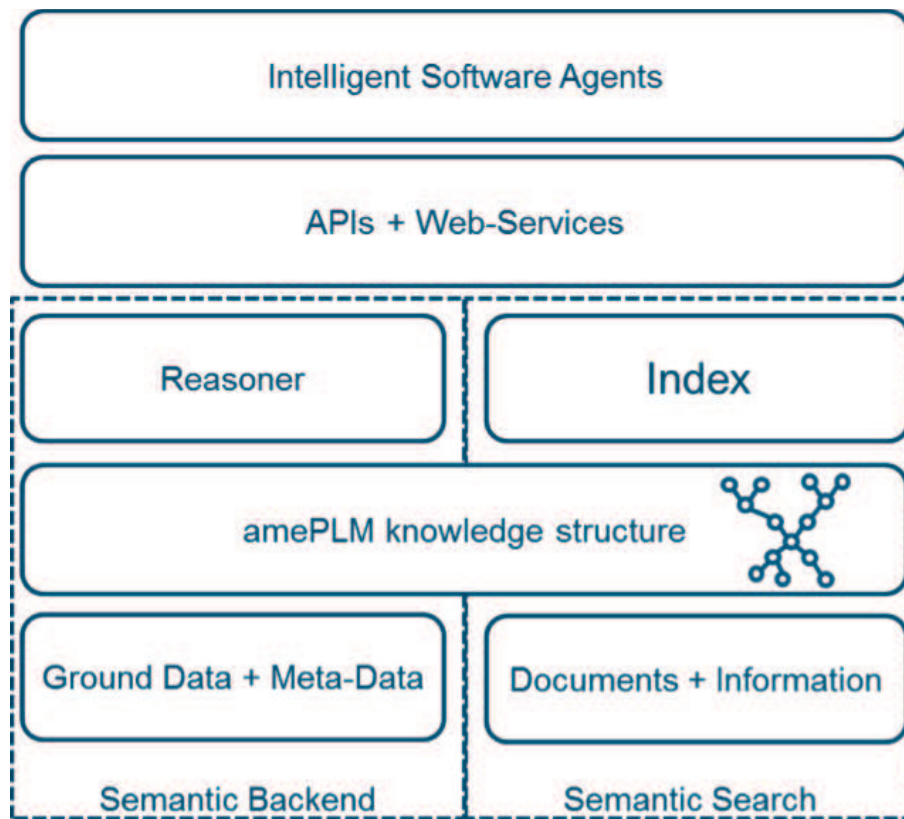 Intelligent Software Agents
APIs + Web-Services
Reasoner
Index
amePLM knowledge structure
Ground Data + Meta-Data
Documents + Information
Semantic Backend
Semantic Search